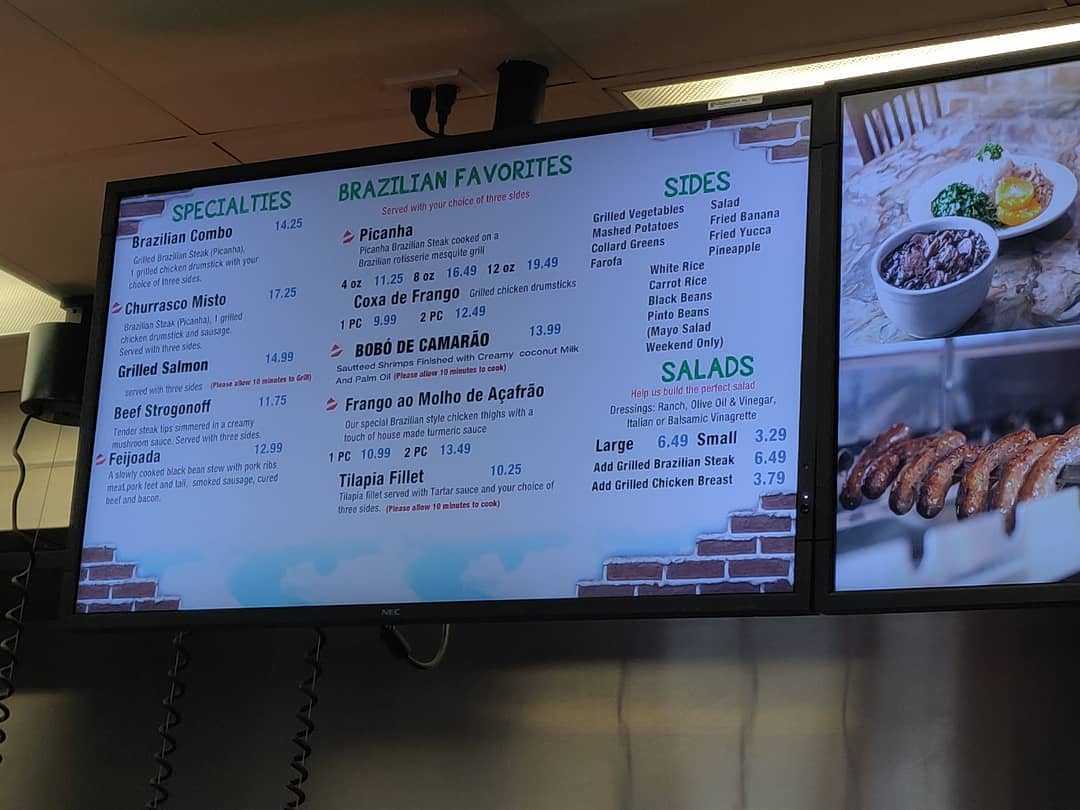 SPECIALTIES
Brazilian Combo 14.25
Grilled Brazilian Steak (Picanha),
1 grilled chicken drumstick with your
choice of three sides.
Churrasco Misto 17.25
Brazilian Steak (Picanha), 1 grilled
chicken drumstick and sausage.
Served with three sides.
Grilled Salmon 14.99
served with three sides (Please allow 10 minutes to Grill)
Beef Strogonoff 11.75
Tender steak tips simmered in a creamy
mushroom sauce. Served with three sides.
Feijoada 12.99
A slowly cooked black bean stew with pork ribs
meat,pork feet and tail, smoked sausage, cured
beef and bacon.
BRAZILIAN FAVORITES
Served with your choice of three sides
Picanha
Picanha Brazilian Steak cooked on a
Brazilian rotisserie mesquite grill
4 oz 11.25 8 oz 16.49 12 oz 19.49
Coxa de Frango Grilled chicken drumsticks
1 PC 9.99 2 PC 12.49
BOBÓ DE CAMARÃO 13.99
Sautteed Shrimps Finished with Creamy coconut Milk
And Palm Oil (Please allow 10 minutes to cook)
Frango ao Molho de Açafrão
Our special Brazilian style chicken thighs with a
touch of house made turmeric sauce
1 PC 10.99 2 PC 13.49
Tilapia Fillet 10.25
Tilapia fillet served with Tartar sauce and your choice of
three sides. (Please allow 10 minutes to cook)
SIDES
Grilled Vegetables
Mashed Potatoes
Collard Greens
Farofa
Salad
Fried Banana
Fried Yucca
Pineapple
White Rice
Carrot Rice
Black Beans
Pinto Beans
(Mayo Salad
Weekend Only)
SALADS
Help us build the perfect salad
Dressings: Ranch, Olive Oil & Vinegar,
Italian or Balsamic Vinagrette
Large 6.49 Small 3.29
Add Grilled Brazilian Steak 6.49
Add Grilled Chicken Breast 3.79
NEC